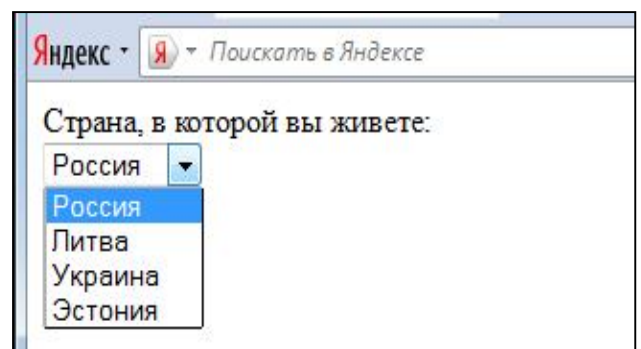 Яндекс Я Поискать в Яндексе
Страна, в которой вы живете:
Россия
Россия
Литва
Украина
Эстония